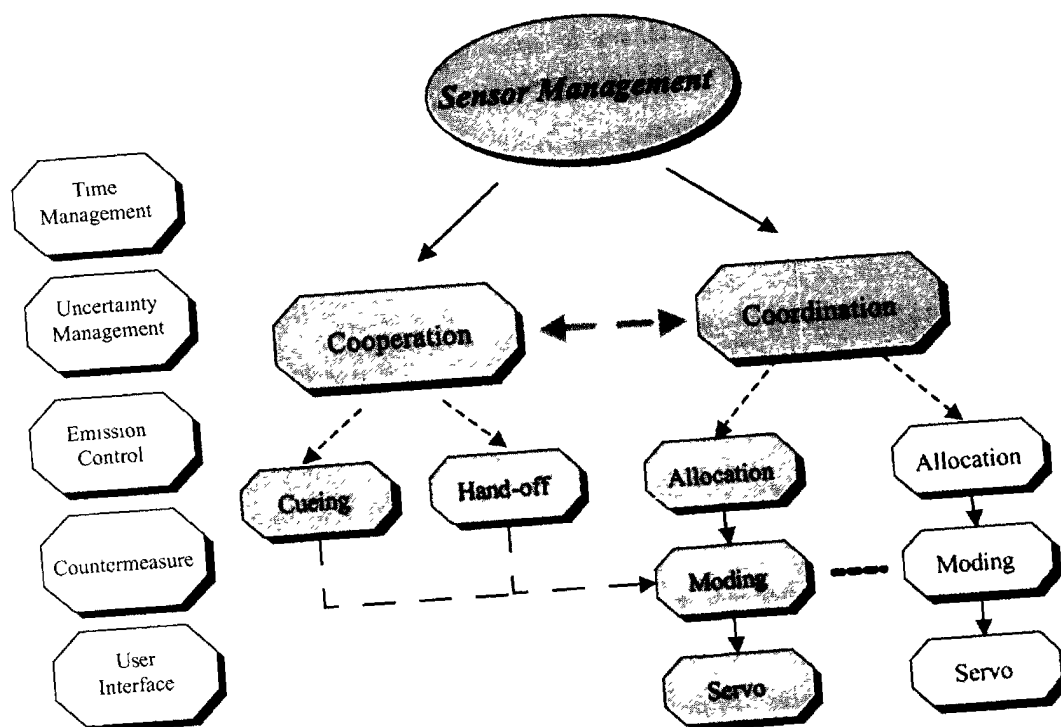 Sensor Management
Time
Management
Uncertainty
Management
Cooperation
Coordination
Emission
Control
Cueing
Hand-off
Allocation
Allocation
Countermeasure
Moding
Moding
User
Interface
Servo
Servo